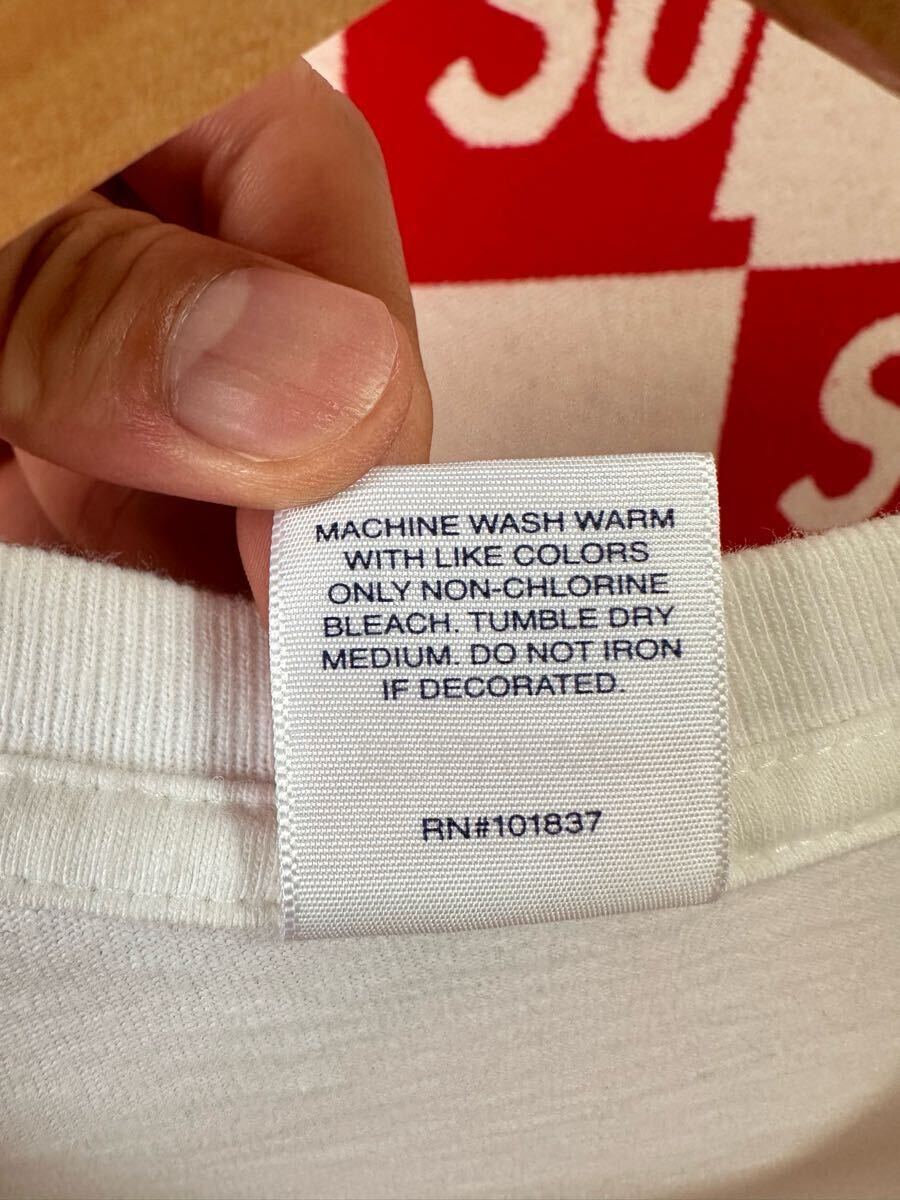 SU
S
MACHINE WASH WARM
WITH LIKE COLORS
ONLY NON-CHLORINE
BLEACH. TUMBLE DRY
MEDIUM. DO NOT IRON
IF DECORATED.
RN#101837